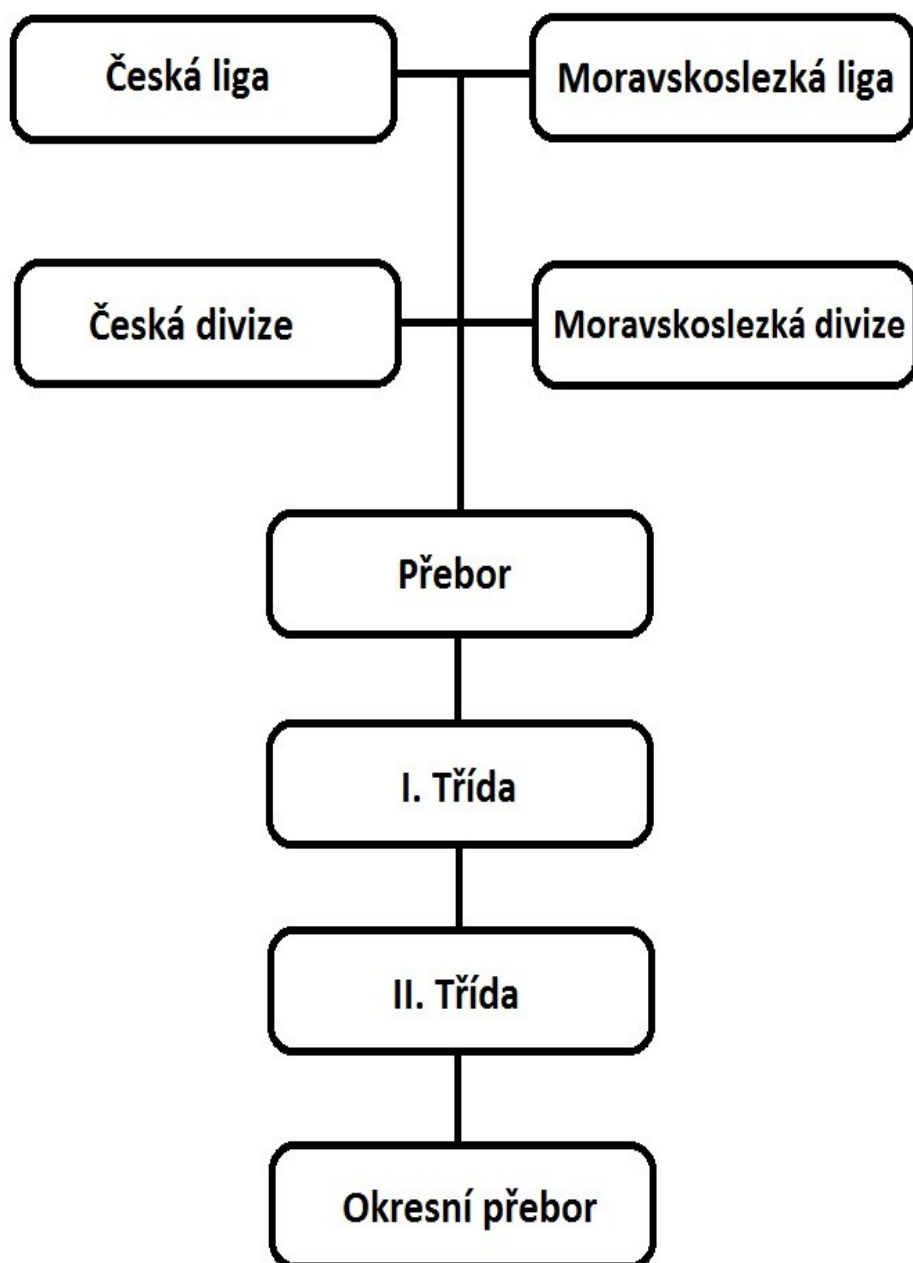 Česká liga
Moravskoslezká liga
Česká divize
Moravskoslezká divize
Přebor
I. Třída
II. Třída
Okresní přebor